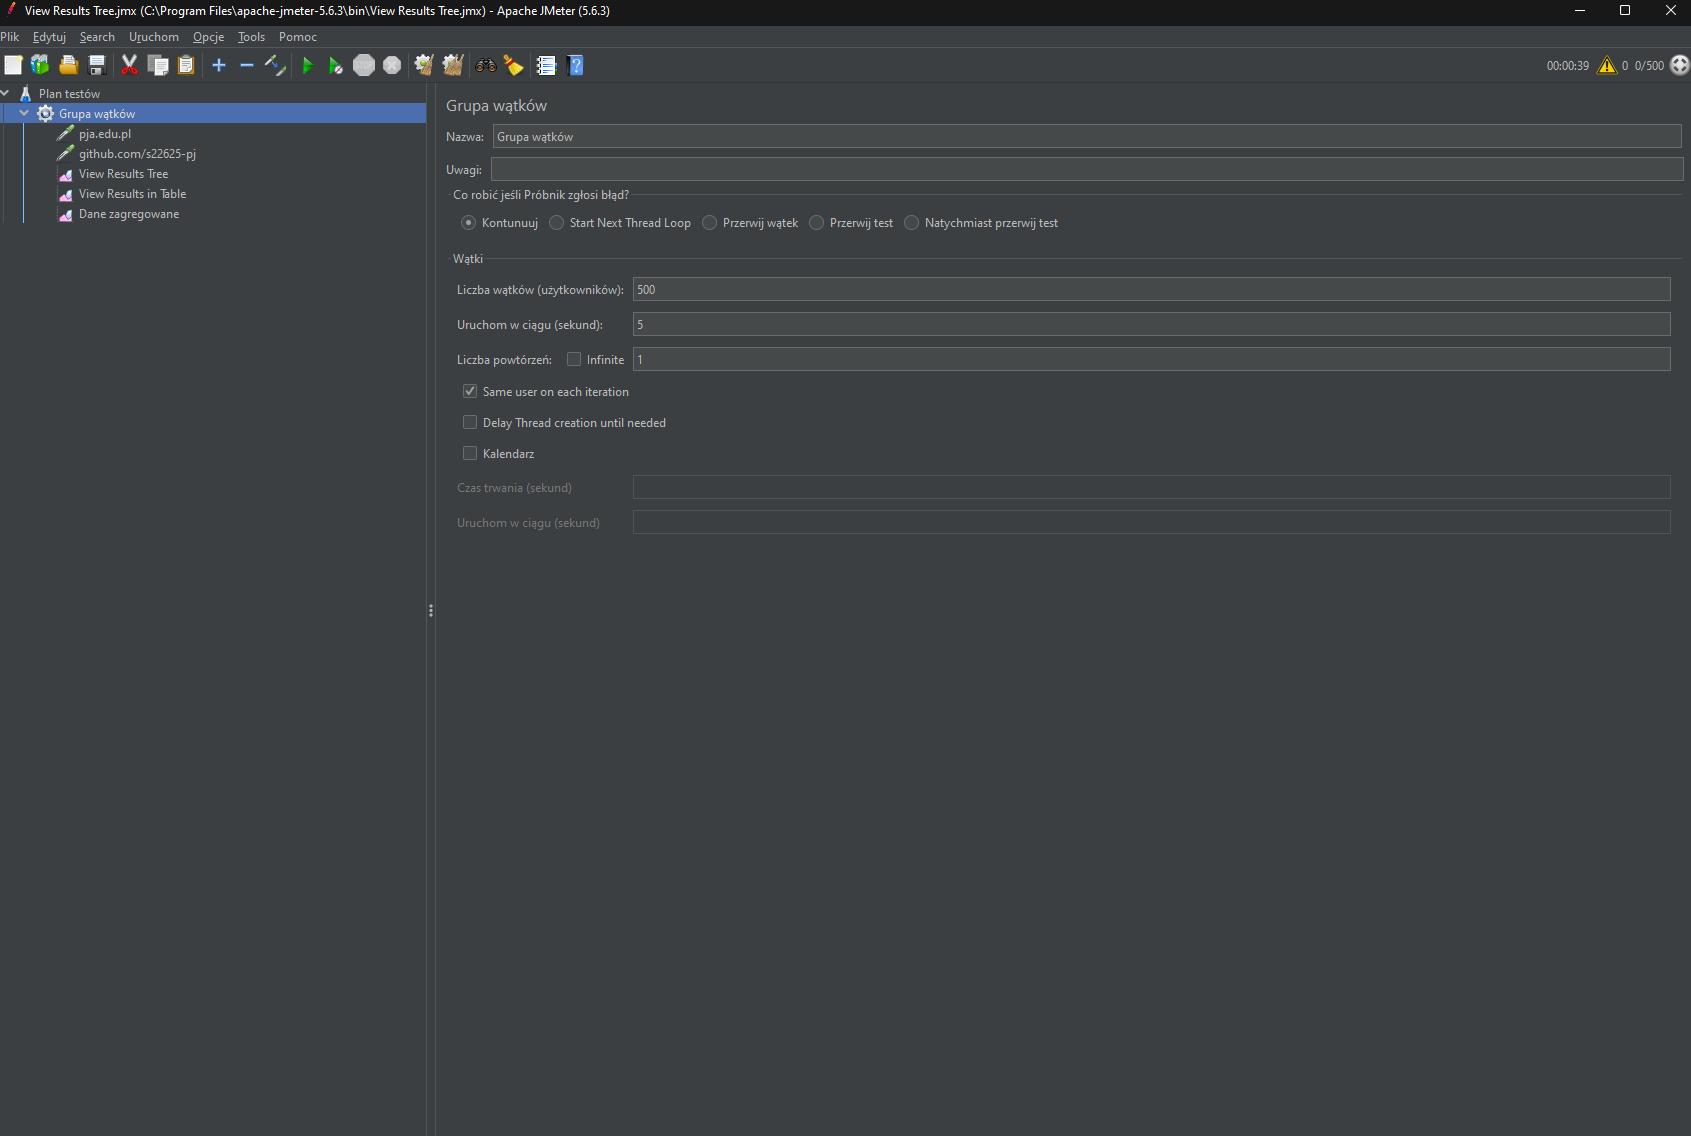 View Results Tree.jmx (C:\Program Files\apache-jmeter-5.6.3\bin\View Results Tree.jmx) - Apache JMeter (5.6.3)
Plik Edytuj Search Uruchom Opcje Tools Pomoc
00:00:39 0 0/500
Plan testów
Grupa wątków
pja.edu.pl
github.com/s22625-pj
View Results Tree
View Results in Table
Dane zagregowane
Grupa wątków
Nazwa: Grupa wątków
Uwagi:
Co robić jeśli Próbnik zgłosi błąd?
Kontunuuj Start Next Thread Loop Przerwij wątek Przerwij test Natychmiast przerwij test
Wątki
Liczba wątków (użytkowników): 500
Uruchom w ciągu (sekund): 5
Liczba powtórzeń: Infinite 1
Same user on each iteration
Delay Thread creation until needed
Kalendarz
Czas trwania (sekund)
Uruchom w ciągu (sekund)